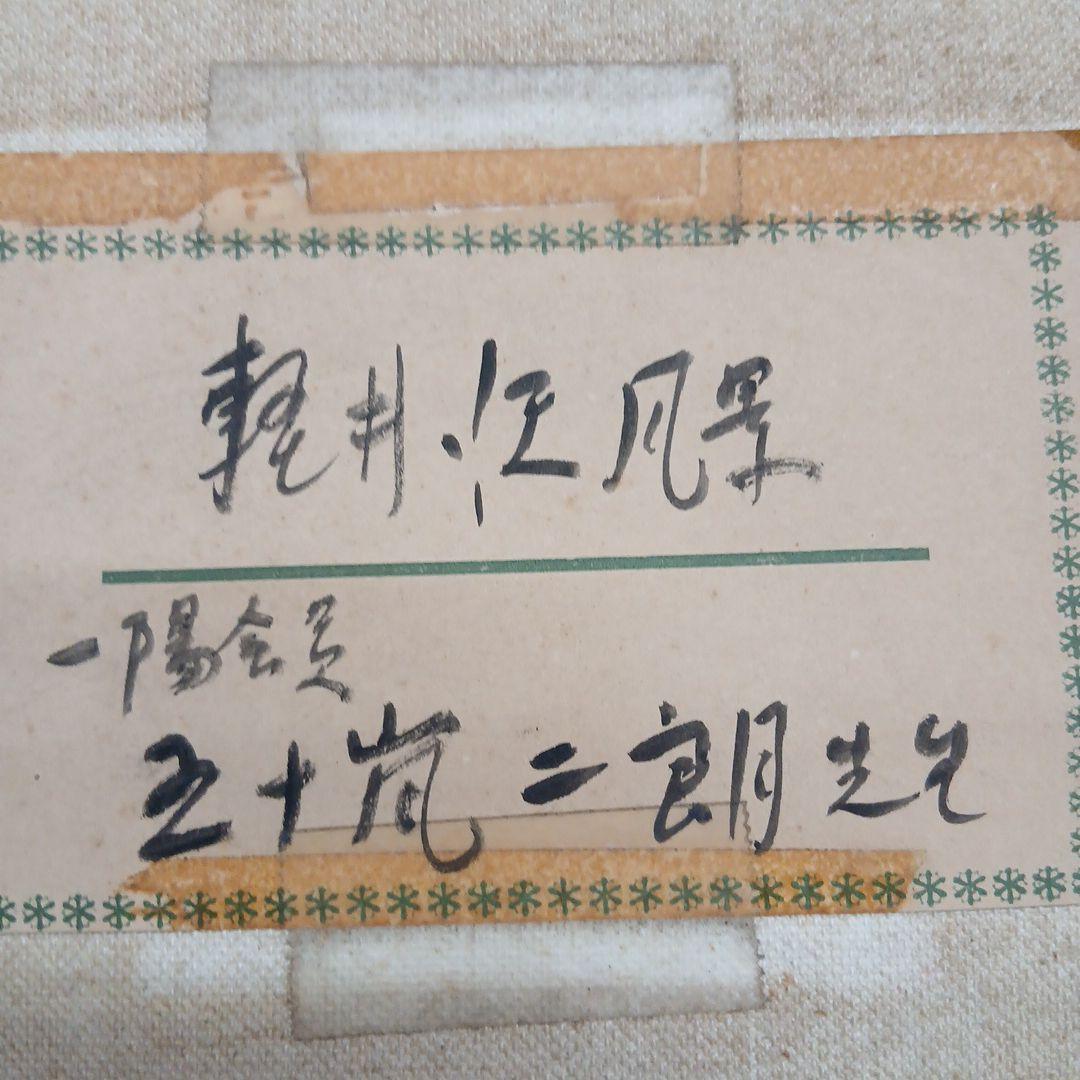 軽井沢風景
一陽会員
五十嵐二朗先生